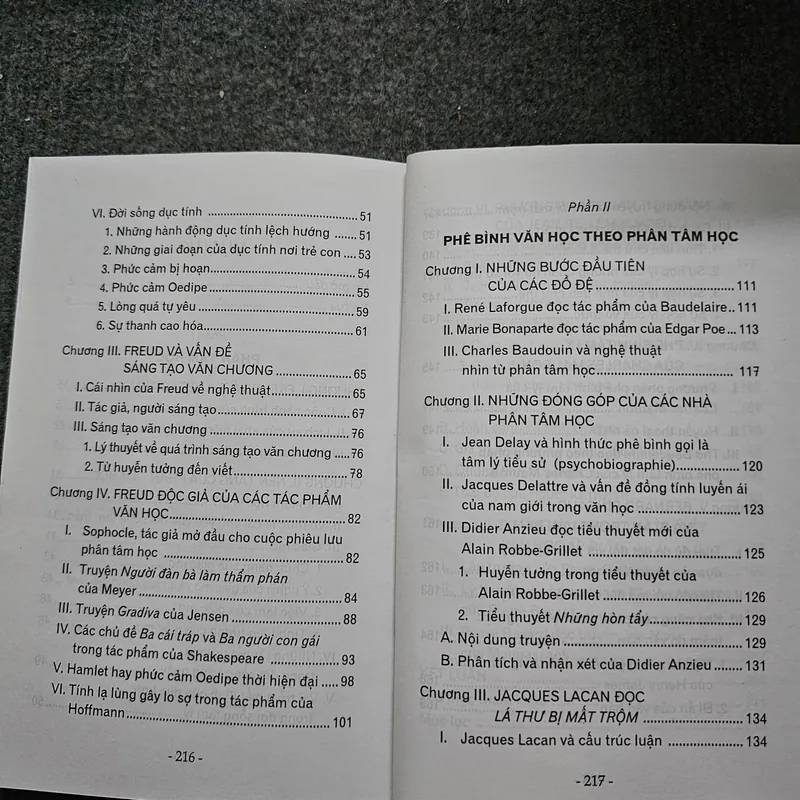 VI. Đời sống dục tính ........ 51
1. Những hành động dục tính lệch hướng ........ 51
2. Những giai đoạn của dục tính nơi trẻ con ........ 53
3. Phức cảm bị hoạn ........ 54
4. Phức cảm Oedipe ........ 55
5. Lòng quá tự yêu ........ 59
6. Sự thanh cao hóa ........ 61
Chương III. FREUD VÀ VẤN ĐỀ
SÁNG TẠO VĂN CHƯƠNG ........ 65
I. Cái nhìn của Freud về nghệ thuật ........ 65
II. Tác giả, người sáng tạo ........ 67
III. Sáng tạo văn chương ........ 76
1. Lý thuyết về quá trình sáng tạo văn chương ........ 76
2. Từ huyễn tưởng đến viết ........ 78
Chương IV. FREUD ĐỘC GIẢ CỦA CÁC TÁC PHẨM
VĂN HỌC ........ 82
I. Sophocle, tác giả mở đầu cho cuộc phiêu lưu
phân tâm học ........ 82
II. Truyện Người đàn bà làm thẩm phán
của Meyer ........ 84
III. Truyện Gradiva của Jensen ........ 88
IV. Các chủ đề Ba cái tráp và Ba người con gái
trong tác phẩm của Shakespeare ........ 93
V. Hamlet hay phức cảm Oedipe thời hiện đại ........ 98
VI. Tính lạ lùng gây lo sợ trong tác phẩm của
Hoffmann ........ 101
- 216 -
Phần II
PHÊ BÌNH VĂN HỌC THEO PHÂN TÂM HỌC
Chương I. NHỮNG BƯỚC ĐẦU TIÊN
CỦA CÁC ĐỒ ĐỆ ........ 111
I. René Laforgue đọc tác phẩm của Baudelaire .. 111
II. Marie Bonaparte đọc tác phẩm của Edgar Poe ... 113
III. Charles Baudouin và nghệ thuật
nhìn từ phân tâm học ........ 117
Chương II. NHỮNG ĐÓNG GÓP CỦA CÁC NHÀ
PHÂN TÂM HỌC
I. Jean Delay và hình thức phê bình gọi là
tâm lý tiểu sử (psychobiographie) ........ 120
II. Jacques Delattre và vấn đề đồng tính luyến ái
của nam giới trong văn học ........ 123
III. Didier Anzieu đọc tiểu thuyết mới của
Alain Robbe-Grillet ........ 125
1. Huyễn tưởng trong tiểu thuyết của
Alain Robbe-Grillet ........ 126
2. Tiểu thuyết Những hòn tẩy ........ 129
A. Nội dung truyện ........ 129
B. Phân tích và nhận xét của Didier Anzieu ........ 131
Chương III. JACQUES LACAN ĐỌC
LÁ THƯ BỊ MẤT TRỘM ........ 134
I. Jacques Lacan và cấu trúc luận ........ 134
- 217 -